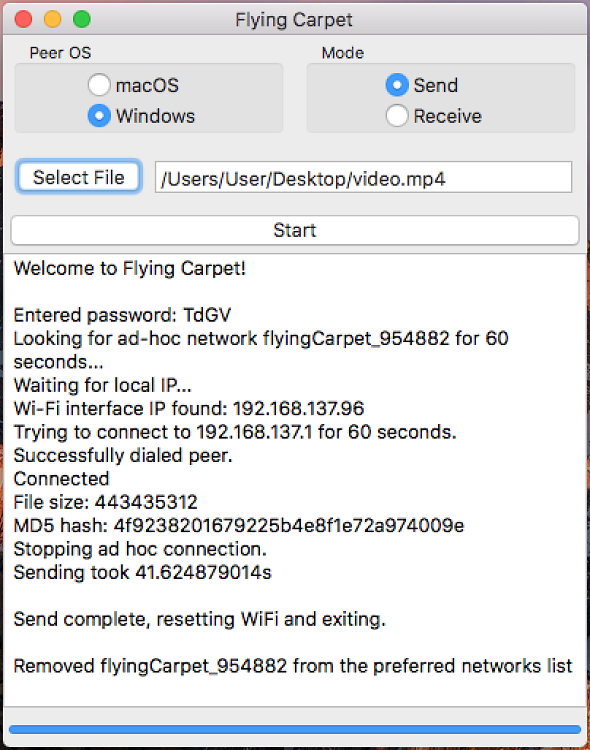 Flying Carpet
Peer OS
Mode
macOS
Send
Windows
Receive
Select File
/Users/User/Desktop/video.mp4
Start
Welcome to Flying Carpet!
Entered password: TdGV
Looking for ad-hoc network flyingCarpet_954882 for 60
seconds...
Waiting for local IP...
Wi-Fi interface IP found: 192.168.137.96
Trying to connect to 192.168.137.1 for 60 seconds.
Successfully dialed peer.
Connected
File size: 443435312
MD5 hash: 4f9238201679225b4e8f1e72a974009e
Stopping ad hoc connection.
Sending took 41.624879014s
Send complete, resetting WiFi and exiting.
Removed flyingCarpet_954882 from the preferred networks list